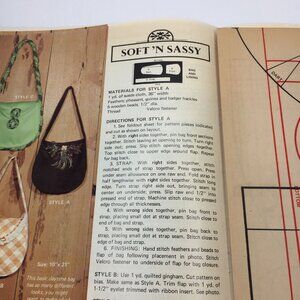 STYLE C
STYLE A
Size: 16" x 21"
This basic daytime bag
has so many different
looks, you might
SOFT 'N SASSY
BAG
AND
LINING
MATERIALS FOR STYLE A
1 yd. of suede cloth, 36" width
Feathers: pheasant, guinea and badger hackles
5 wooden beads, 1/2" dia.
Thread Velcro fastener
DIRECTIONS FOR STYLE A
1. See foldout sheet for pattern pieces indicated
and cut as shown on layout.
2. With right sides together, pin bag front sections
together. Stitch leaving an opening to turn. Turn right
side out; press. Slip stitch opening edges together.
Top stitch close to upper edge around bag front. Repeat
for bag back.
3. STRAP: With right sides together, stitch
notched ends of strap together. Press open. Press
under seam allowance on one end. Fold strap in
half lengthwise with right sides together. Stitch long
edge. Turn strap right side out, bringing seam to
center on underside; press. Slip raw end 1/2" into
pressed end of strap. Machine stitch close to pressed
edge through all thicknesses.
4. With wrong sides together, pin bag front to
strap, placing small dot at strap seam. Stitch close to
end of bag and strap.
5. With wrong sides together, pin bag back to
strap, placing small dot at strap seam. Stitch close to
edge of bag and strap.
6. FINISHING: Hand stitch feathers and beads to
flap of bag following placement in photo. Stitch
Velcro fastener to underside of flap for bag closure.
STYLE B: Use 1 yd. quilted gingham. Cut pattern on
bias. Make same as Style A. Trim flap with 1 yd. of
1-1/2" eyelet trimmed with ribbon insert. See photo.